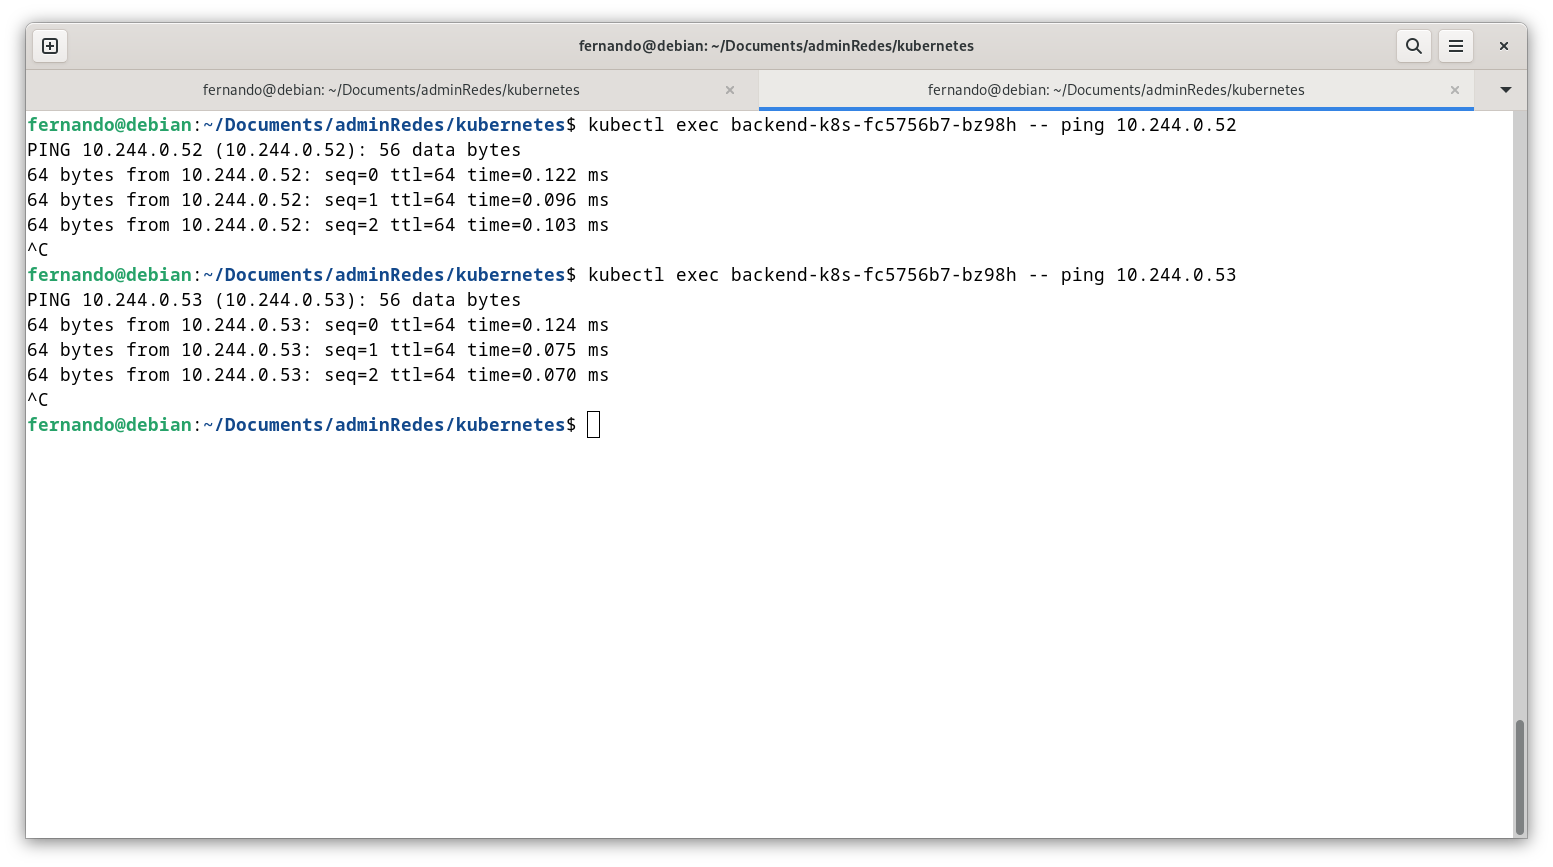 fernando@debian: ~/Documents/adminRedes/kubernetes
fernando@debian: ~/Documents/adminRedes/kubernetes
fernando@debian: ~/Documents/adminRedes/kubernetes
fernando@debian:~/Documents/adminRedes/kubernetes$ kubectl exec backend-k8s-fc5756b7-bz98h -- ping 10.244.0.52
PING 10.244.0.52 (10.244.0.52): 56 data bytes
64 bytes from 10.244.0.52: seq=0 ttl=64 time=0.122 ms
64 bytes from 10.244.0.52: seq=1 ttl=64 time=0.096 ms
64 bytes from 10.244.0.52: seq=2 ttl=64 time=0.103 ms
^C
fernando@debian:~/Documents/adminRedes/kubernetes$ kubectl exec backend-k8s-fc5756b7-bz98h -- ping 10.244.0.53
PING 10.244.0.53 (10.244.0.53): 56 data bytes
64 bytes from 10.244.0.53: seq=0 ttl=64 time=0.124 ms
64 bytes from 10.244.0.53: seq=1 ttl=64 time=0.075 ms
64 bytes from 10.244.0.53: seq=2 ttl=64 time=0.070 ms
^C
fernando@debian:~/Documents/adminRedes/kubernetes$